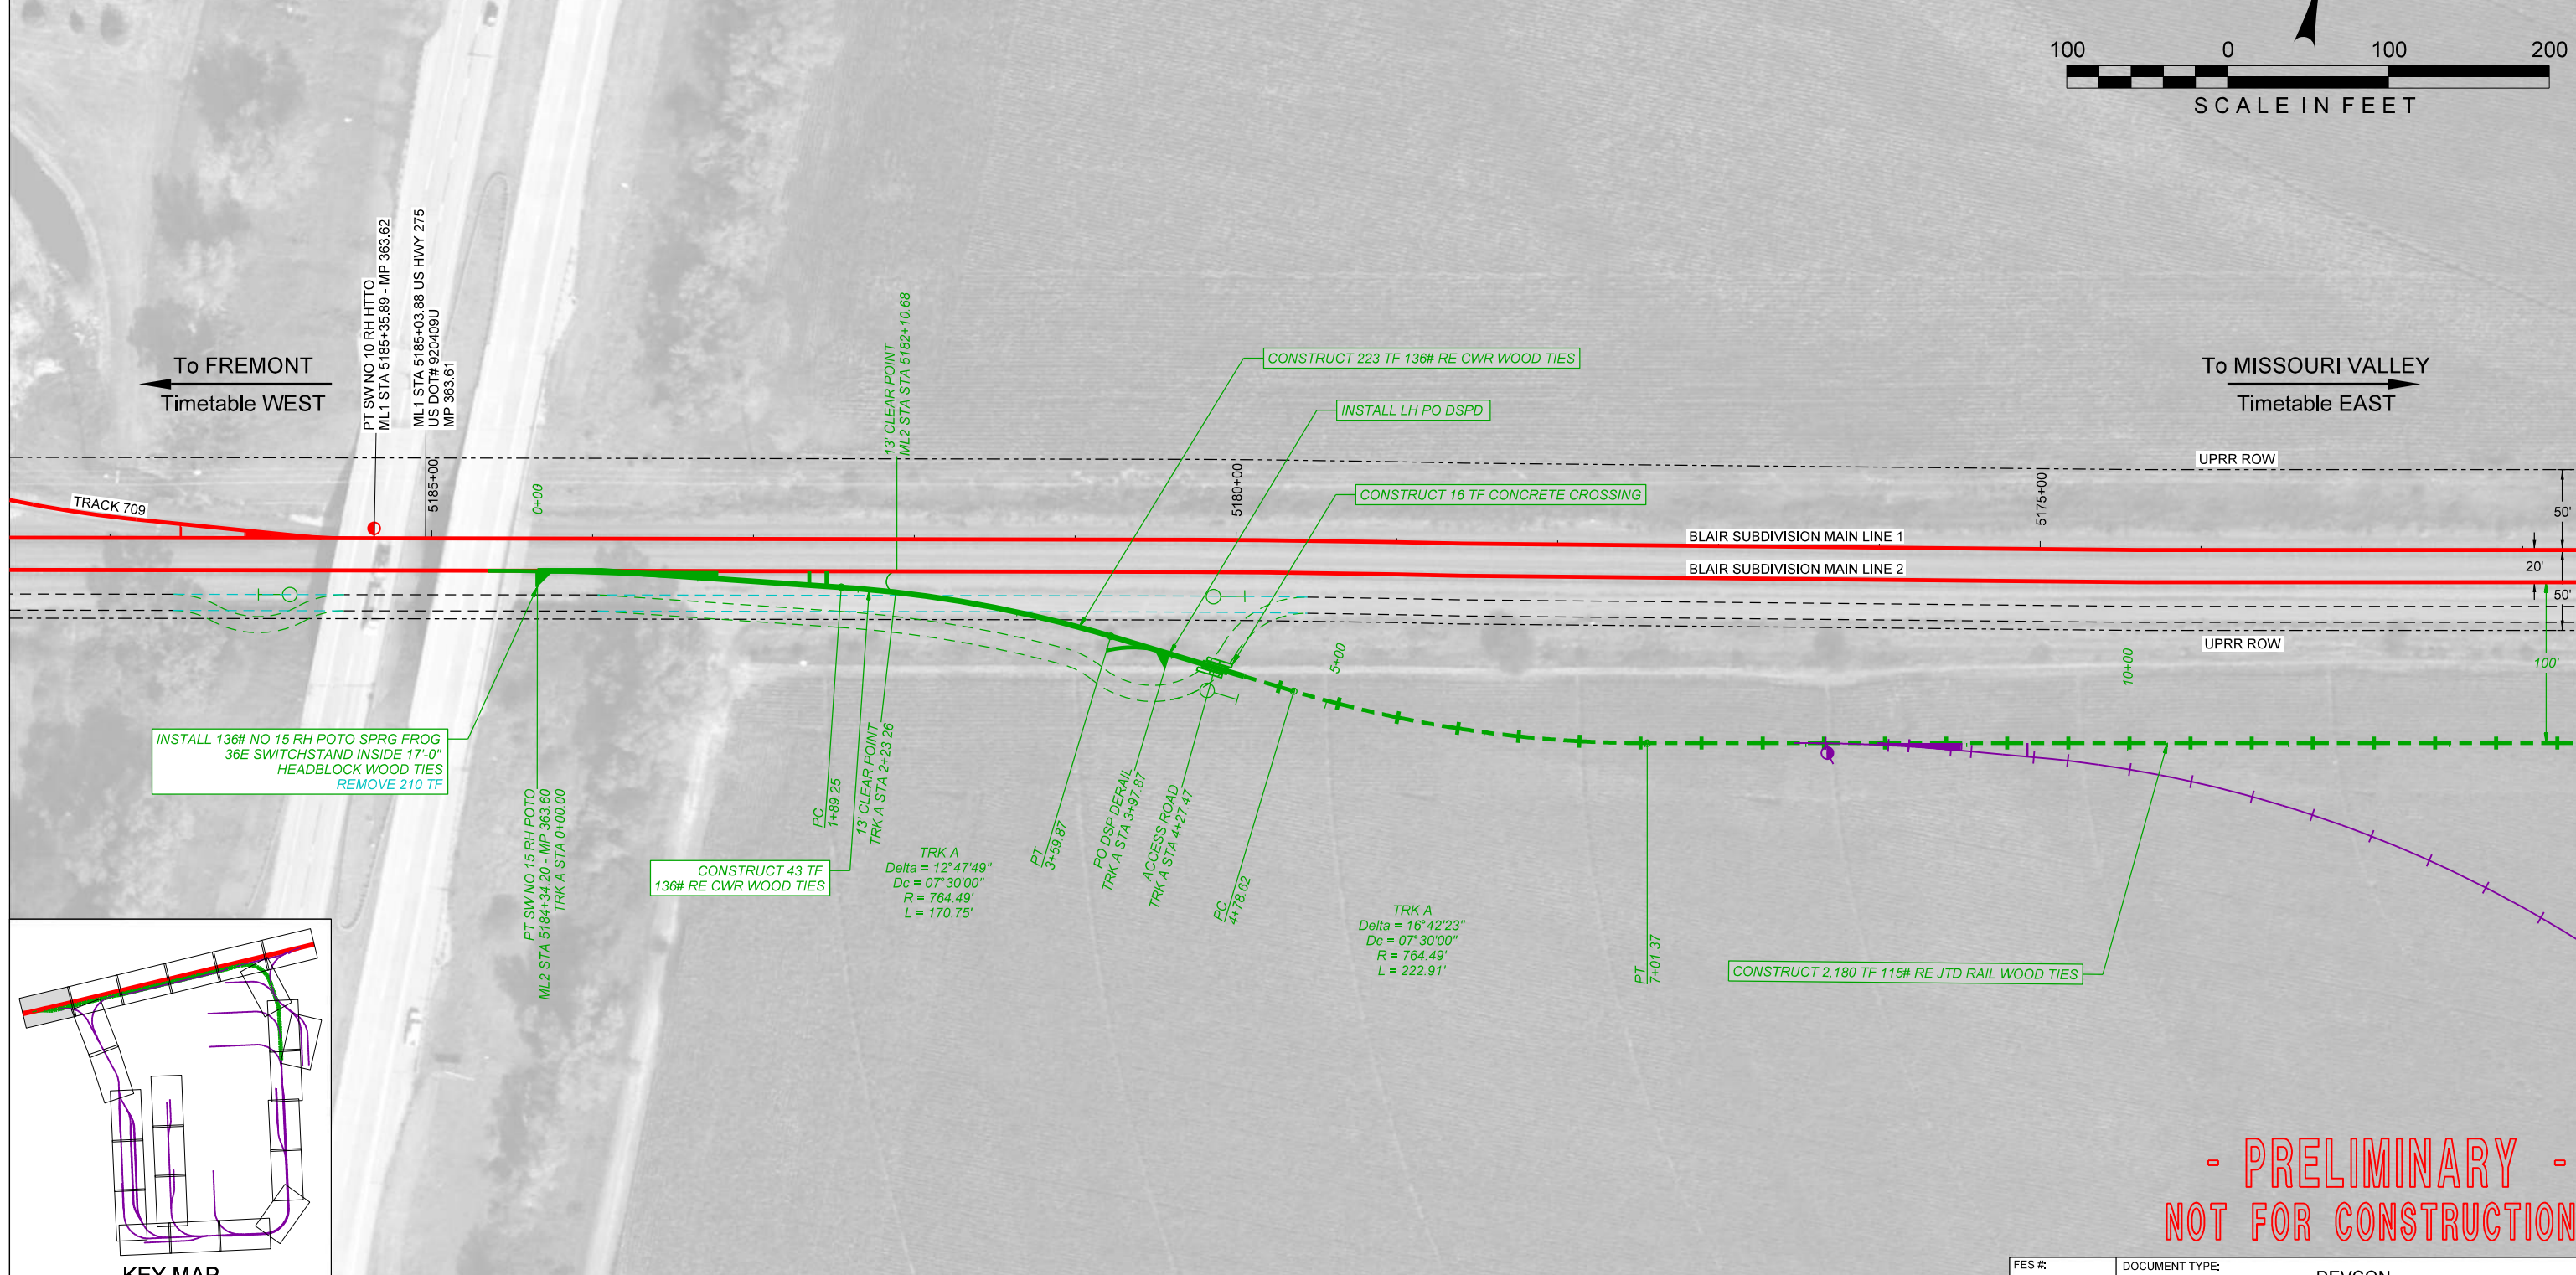 100 0 100 200
SCALE IN FEET
To FREMONT
Timetable WEST
PT SW NO 10 RH HTTO
ML1 STA 5185+35.89 - MP 363.62
ML1 STA 5185+03.88 US HWY 275
US DOT# 920409U
MP 363.61
13' CLEAR POINT
ML2 STA STA 5182+10.68
CONSTRUCT 223 TF 136# RE CWR WOOD TIES
INSTALL LH PO DSPD
CONSTRUCT 16 TF CONCRETE CROSSING
To MISSOURI VALLEY
Timetable EAST
UPRR ROW
TRACK 709
5185+00
0+00
5180+00
5175+00
BLAIR SUBDIVISION MAIN LINE 1
BLAIR SUBDIVISION MAIN LINE 2
50'
20'
50'
UPRR ROW
100'
5+00
10+00
INSTALL 136# NO 15 RH POTO SPRG FROG
36E SWITCHSTAND INSIDE 17'-0"
HEADBLOCK WOOD TIES
REMOVE 210 TF
PT SW NO 15 RH POTO
ML2 STA 5184+34.20 - MP 363.60
TRK A STA 0+00.00
PC
1+89.25
13' CLEAR POINT
TRK A STA 2+23.26
CONSTRUCT 43 TF
136# RE CWR WOOD TIES
TRK A
Delta = 12°47'49"
Dc = 07°30'00"
R = 764.49'
L = 170.75'
PT
3+59.87
PO DSP DERAIL
TRK A STA 3+97.87
ACCESS ROAD
TRK A STA 4+27.47
PC
4+78.62
TRK A
Delta = 16°42'23"
Dc = 07°30'00"
R = 764.49'
L = 222.91'
PT
7+01.37
CONSTRUCT 2,180 TF 115# RE JTD RAIL WOOD TIES
- PRELIMINARY -
NOT FOR CONSTRUCTION
KEY MAP
FES #:
DOCUMENT TYPE: